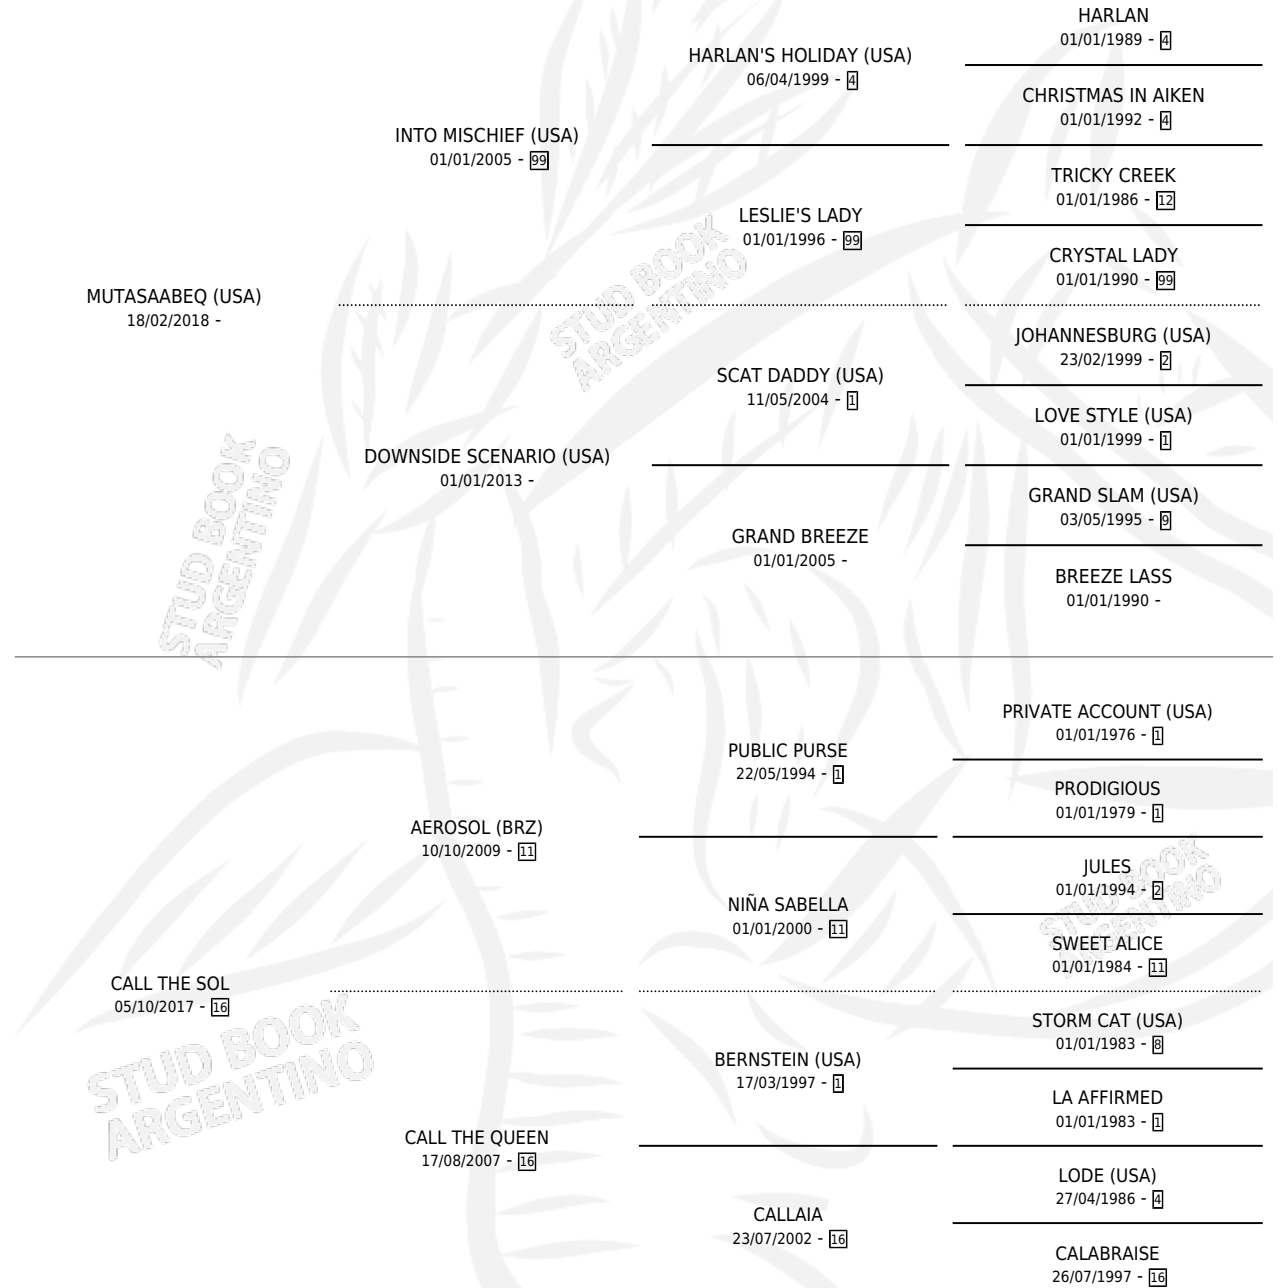 HARLAN
01/01/1989 - 4
HARLAN'S HOLIDAY (USA)
06/04/1999 - 4
CHRISTMAS IN AIKEN
01/01/1992 - 4
INTO MISCHIEF (USA)
01/01/2005 - 99
TRICKY CREEK
01/01/1986 - 12
LESLIE'S LADY
01/01/1996 - 99
CRYSTAL LADY
01/01/1990 - 99
MUTASAABEQ (USA)
18/02/2018 -
JOHANNESBURG (USA)
23/02/1999 - 2
SCAT DADDY (USA)
11/05/2004 - 1
LOVE STYLE (USA)
01/01/1999 - 1
DOWNSIDE SCENARIO (USA)
01/01/2013 -
GRAND SLAM (USA)
03/05/1995 - 9
GRAND BREEZE
01/01/2005 -
BREEZE LASS
01/01/1990 -
STUD BOOK
ARGENTINO
STUD BOOK
ARGENTINO
PRIVATE ACCOUNT (USA)
01/01/1976 - 1
PUBLIC PURSE
22/05/1994 - 1
PRODIGIOUS
01/01/1979 - 1
AEROSOL (BRZ)
10/10/2009 - 11
JULES
01/01/1994 - 2
NIÑA SABELLA
01/01/2000 - 11
SWEET ALICE
01/01/1984 - 11
CALL THE SOL
05/10/2017 - 16
STORM CAT (USA)
01/01/1983 - 8
BERNSTEIN (USA)
17/03/1997 - 1
LA AFFIRMED
01/01/1983 - 1
CALL THE QUEEN
17/08/2007 - 16
LODE (USA)
27/04/1986 - 4
CALLAIA
23/07/2002 - 16
CALABRAISE
26/07/1997 - 16
STUD BOOK
ARGENTINO
STUD BOOK
ARGENTINO